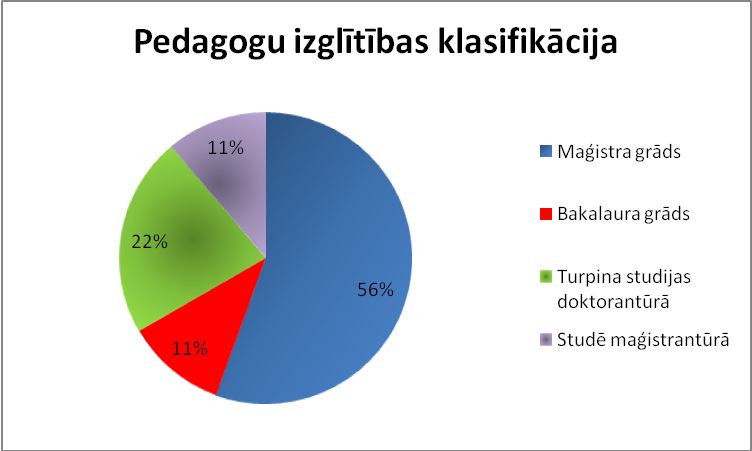 Pedagogu izglītības klasifikācija
11%
22%
56%
11%
Maģistra grāds
Bakalaura grāds
Turpina studijas
doktorantūrā
Studē maģistrantūrā